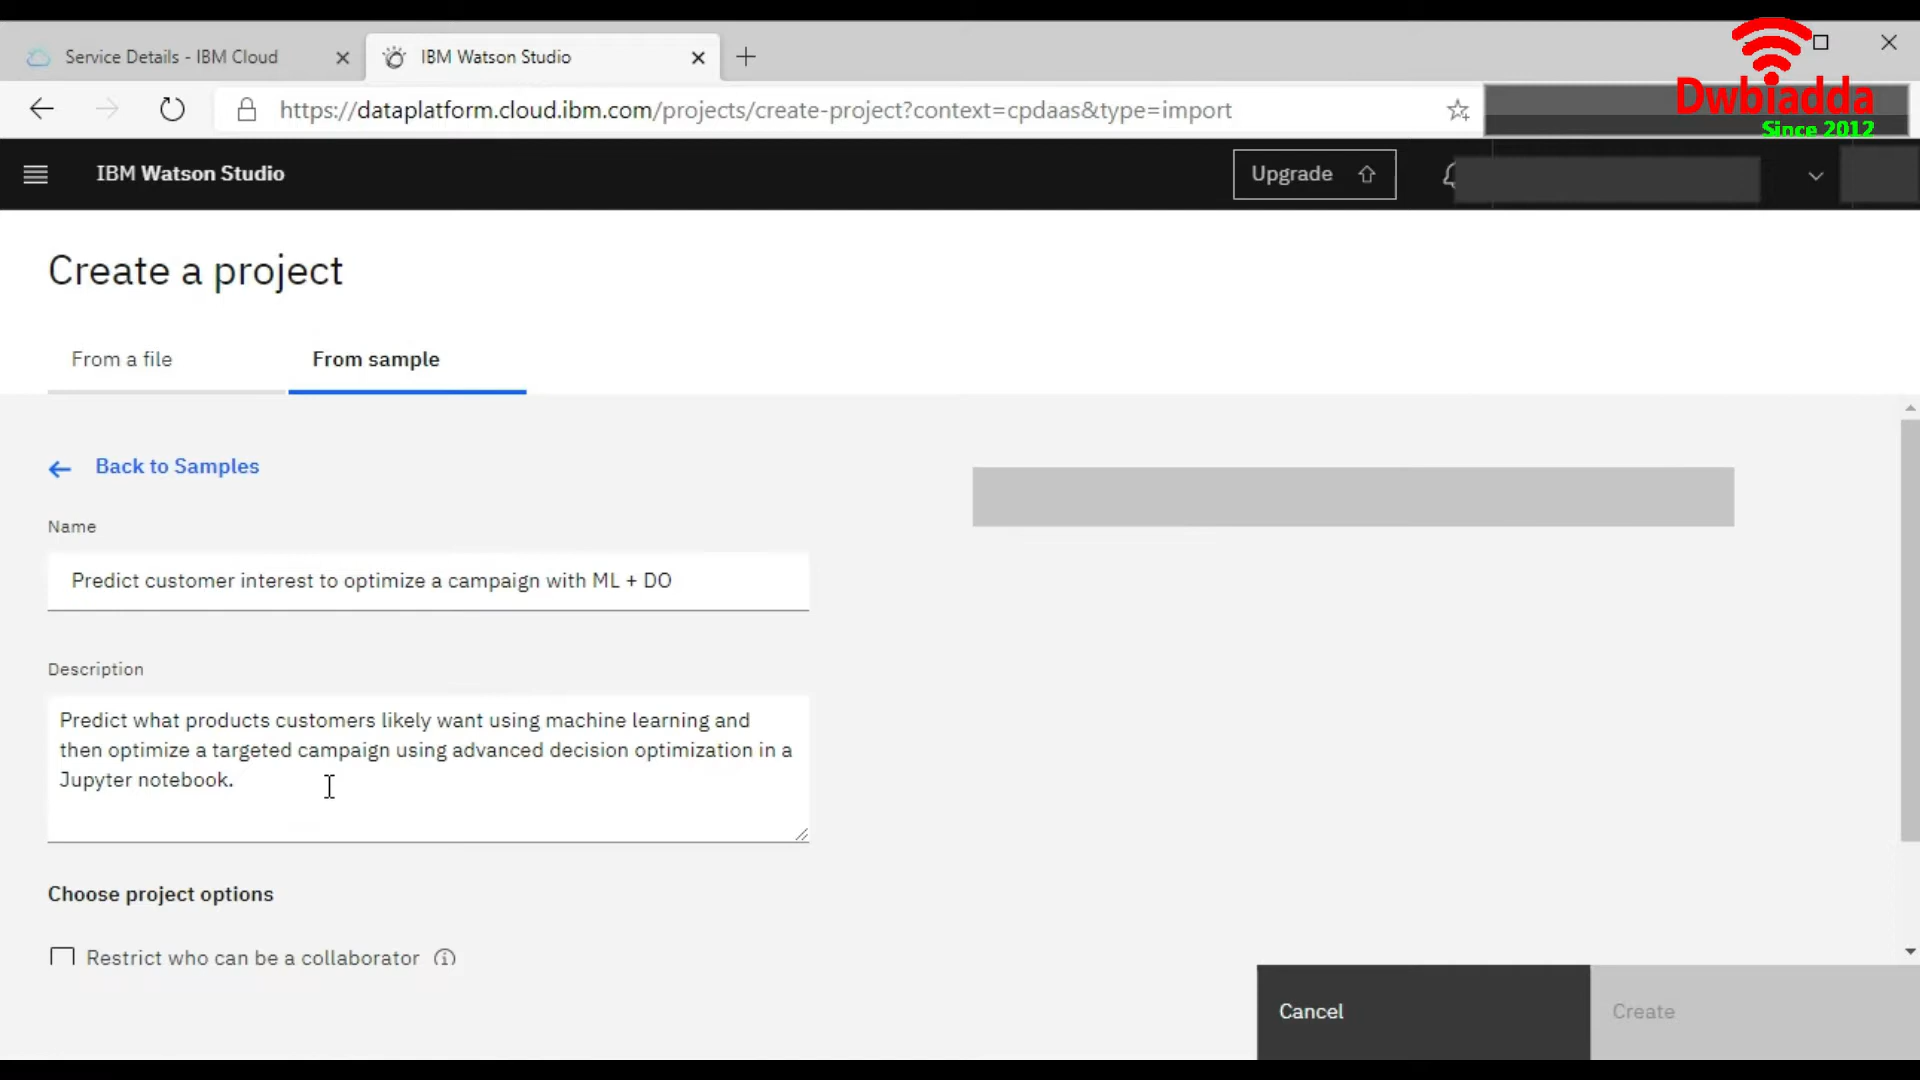 Service Details - IBM Cloud
IBM Watson Studio
Dwbiadda
Since 2012
https://dataplatform.cloud.ibm.com/projects/create-project?context=cpdaas&type=import
IBM Watson Studio
Upgrade
Create a project
From a file
From sample
Back to Samples
Name
Predict customer interest to optimize a campaign with ML + DO
Description
Predict what products customers likely want using machine learning and
then optimize a targeted campaign using advanced decision optimization in a
Jupyter notebook.
Choose project options
Restrict who can be a collaborator
Cancel
Create